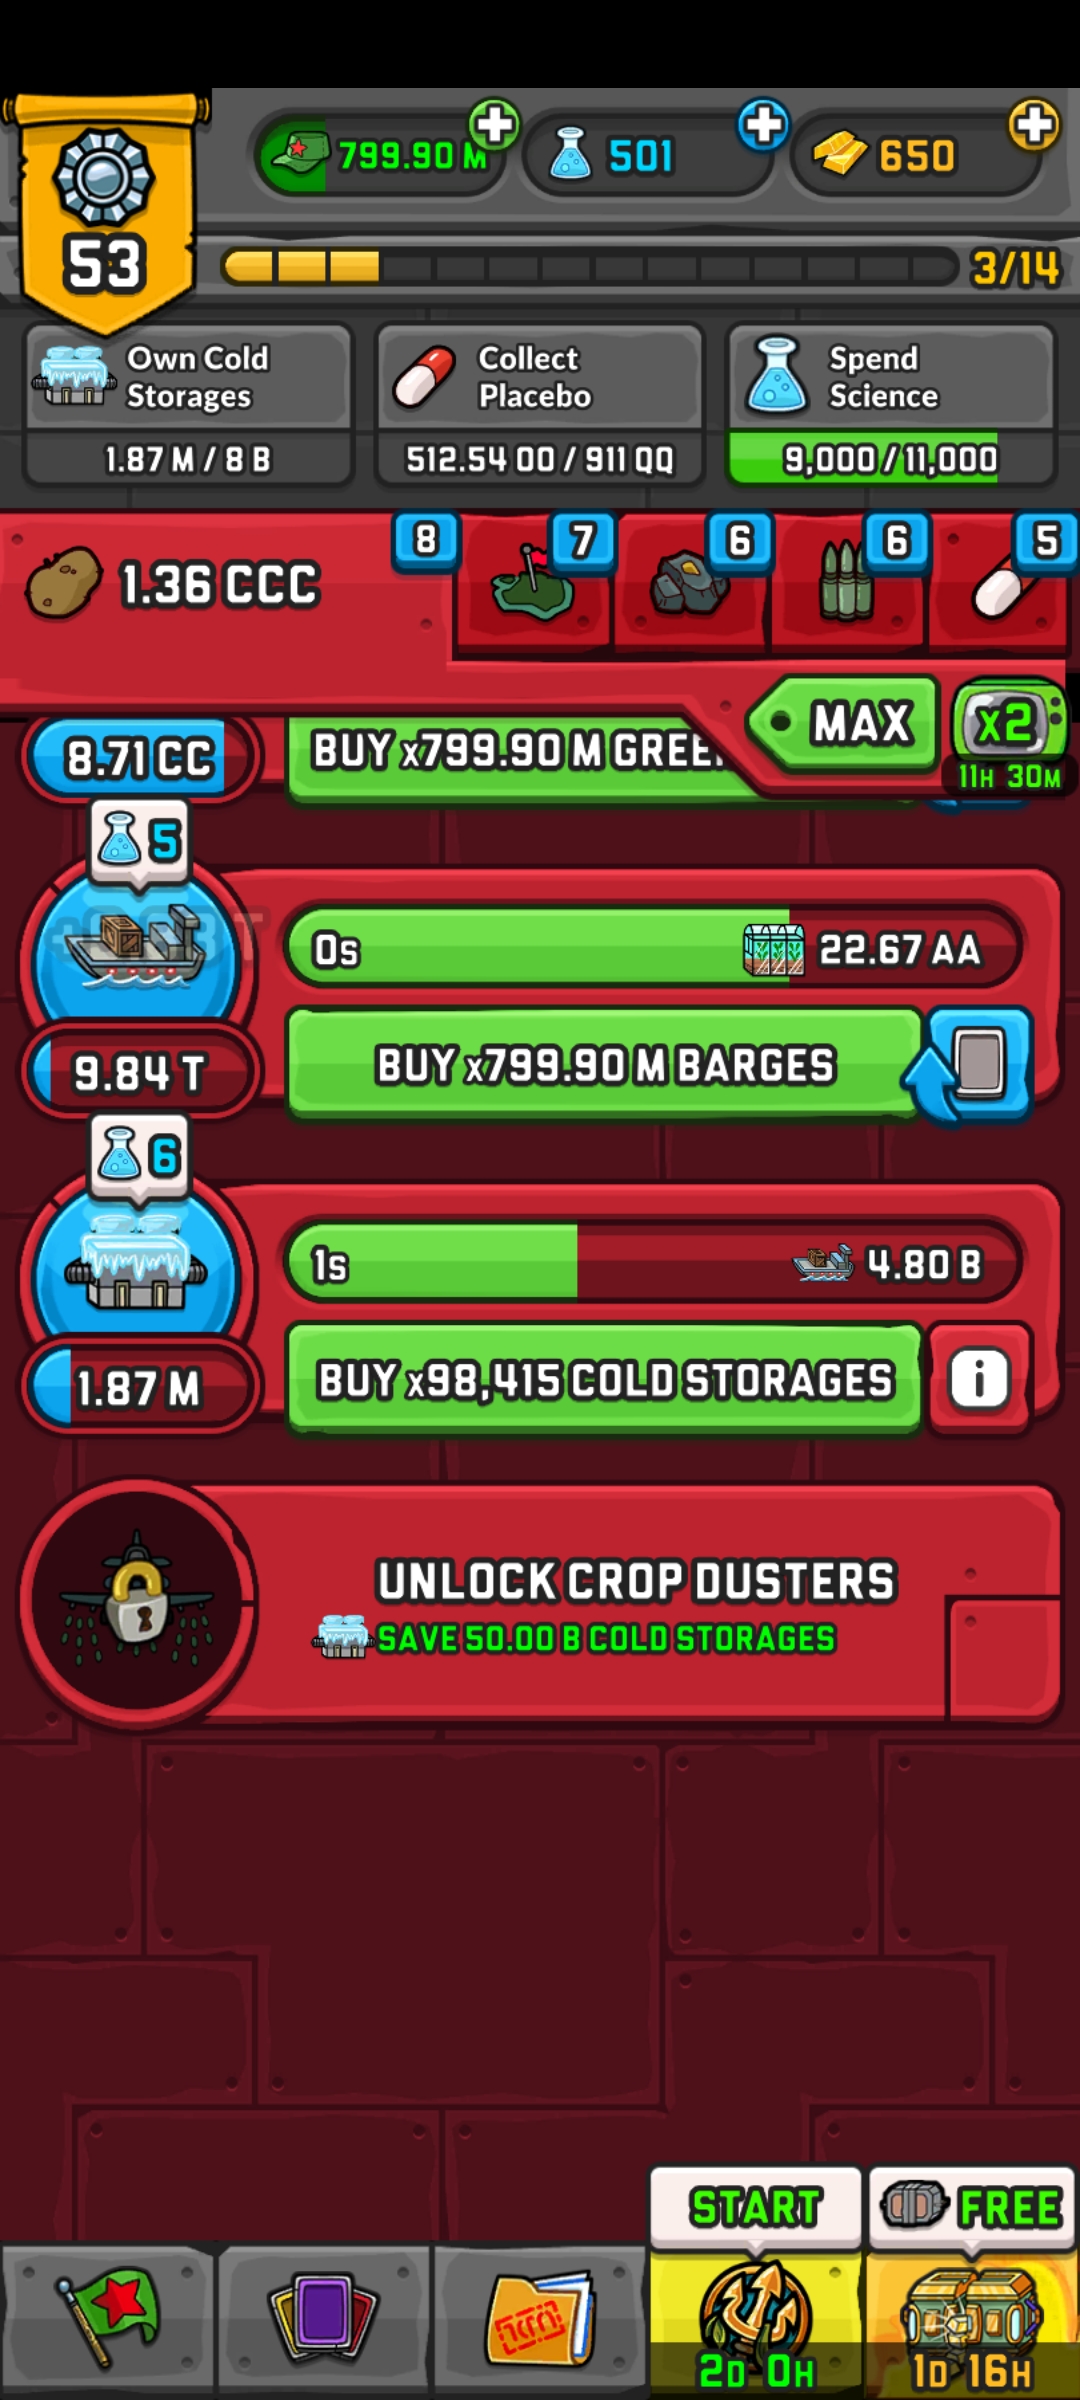 799.90 M
501
650
53
3/14
Own Cold
Storages
1.87 M / 8 B
Collect
Placebo
512.54 OO / 911 QQ
Spend
Science
9,000 / 11,000
1.36 CCC
8
7
6
6
5
MAX
x2
11H 30M
8.71 CC
BUY x799.90 M GREE
5
0s
22.67 AA
9.84 T
BUY x799.90 M BARGES
6
1s
4.80 B
1.87 M
BUY x98,415 COLD STORAGES
i
UNLOCK CROP DUSTERS
SAVE 50.00 B COLD STORAGES
START
FREE
2D 0H
1D 16H